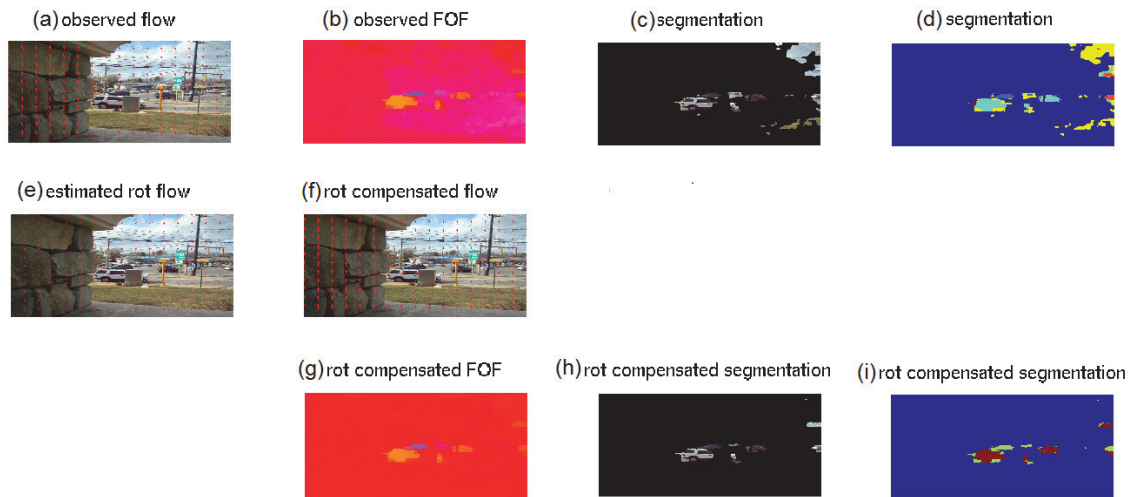 (a) observed flow
(b) observed FOF
(c) segmentation
(d) segmentation
(e) estimated rot flow
(f) rot compensated flow
(g) rot compensated FOF
(h) rot compensated segmentation
(i) rot compensated segmentation